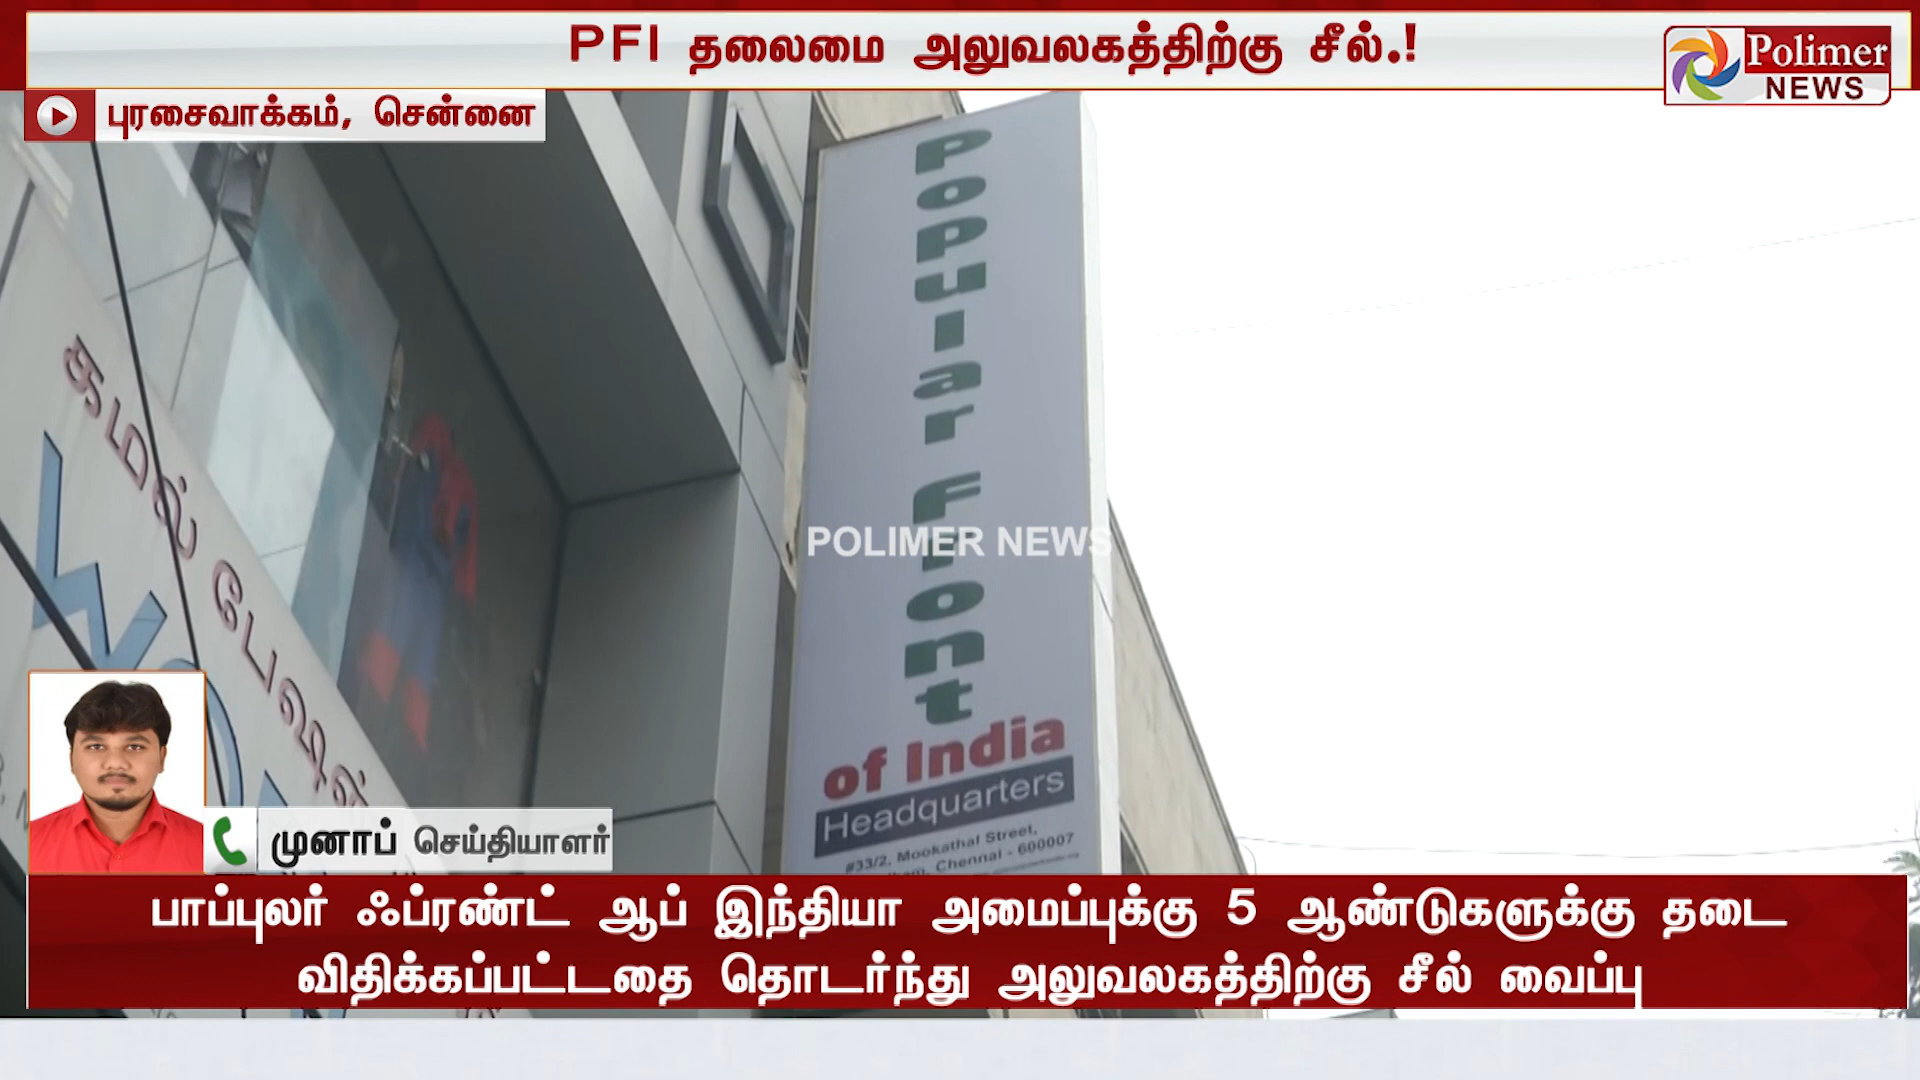 PFI தலைமை அலுவலகத்திற்கு சீல்.!
Polimer
NEWS
புரசைவாக்கம், சென்னை
Popular Front
of India
Headquarters
#33/2, Mookathal Street,
Chennai - 600007
கமல் டேஷல்
POLIMER NEWS
முனாப் செய்தியாளர்
பாப்புலர் ஃப்ரண்ட் ஆப் இந்தியா அமைப்புக்கு 5 ஆண்டுகளுக்கு தடை
விதிக்கப்பட்டதை தொடர்ந்து அலுவலகத்திற்கு சீல் வைப்பு